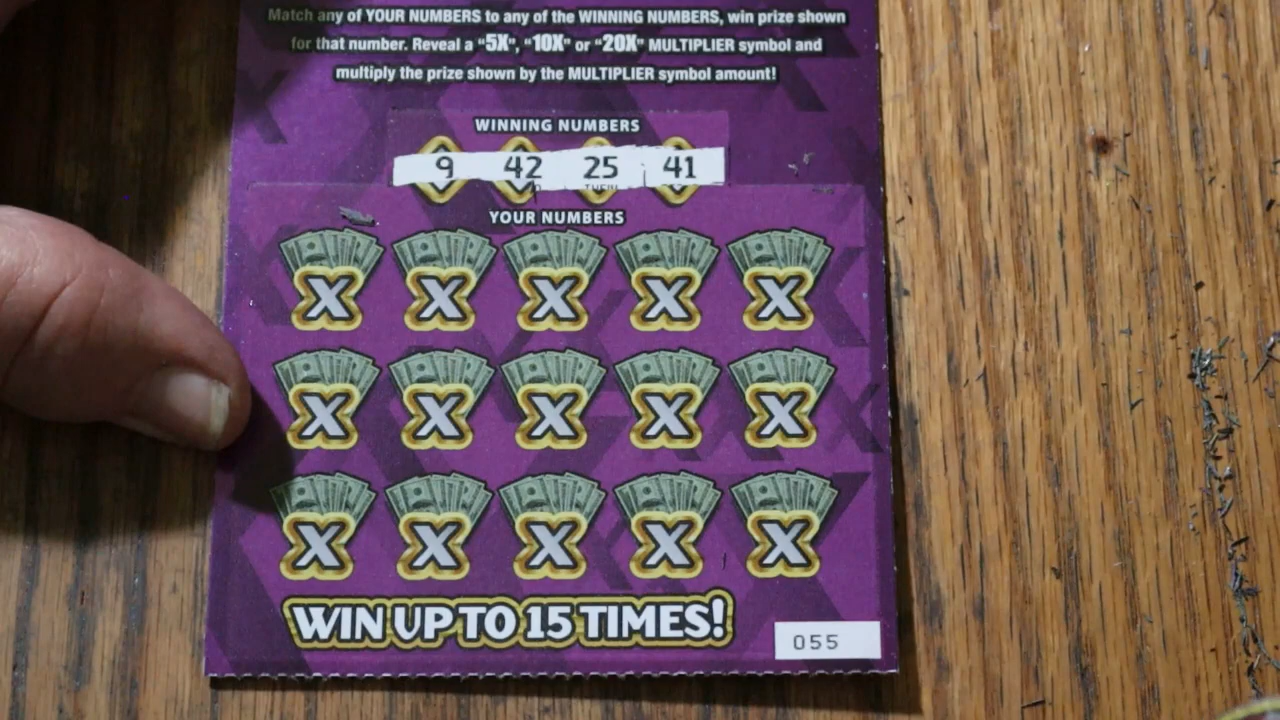 Match any of YOUR NUMBERS to any of the WINNING NUMBERS, win prize shown
for that number. Reveal a "5X", "10X" or "20X" MULTIPLIER symbol and
multiply the prize shown by the MULTIPLIER symbol amount!
WINNING NUMBERS
9 42 25 41
YOUR NUMBERS
X X X X X
X X X X X
X X X X X
WIN UP TO 15 TIMES!
055